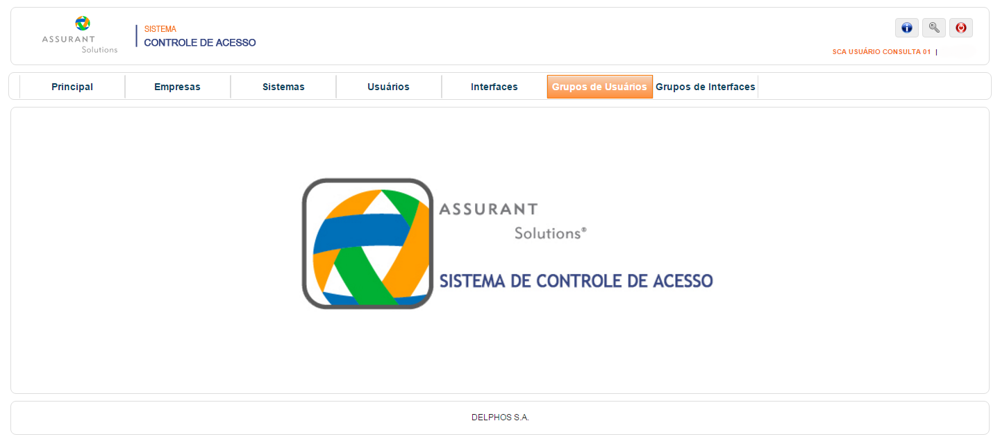 ASSURANT
Solutions
SISTEMA
CONTROLE DE ACESSO
SCA USUÁRIO CONSULTA 01 |
Principal Empresas Sistemas Usuários Interfaces Grupos de Usuários Grupos de Interfaces
ASSURANT
Solutions®
SISTEMA DE CONTROLE DE ACESSO
DELPHOS S.A.